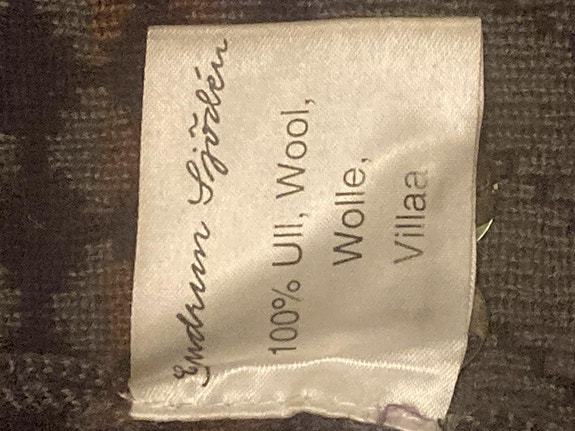 Gudrun Sjödén
100% Ull, Wool,
Wolle,
Villaa